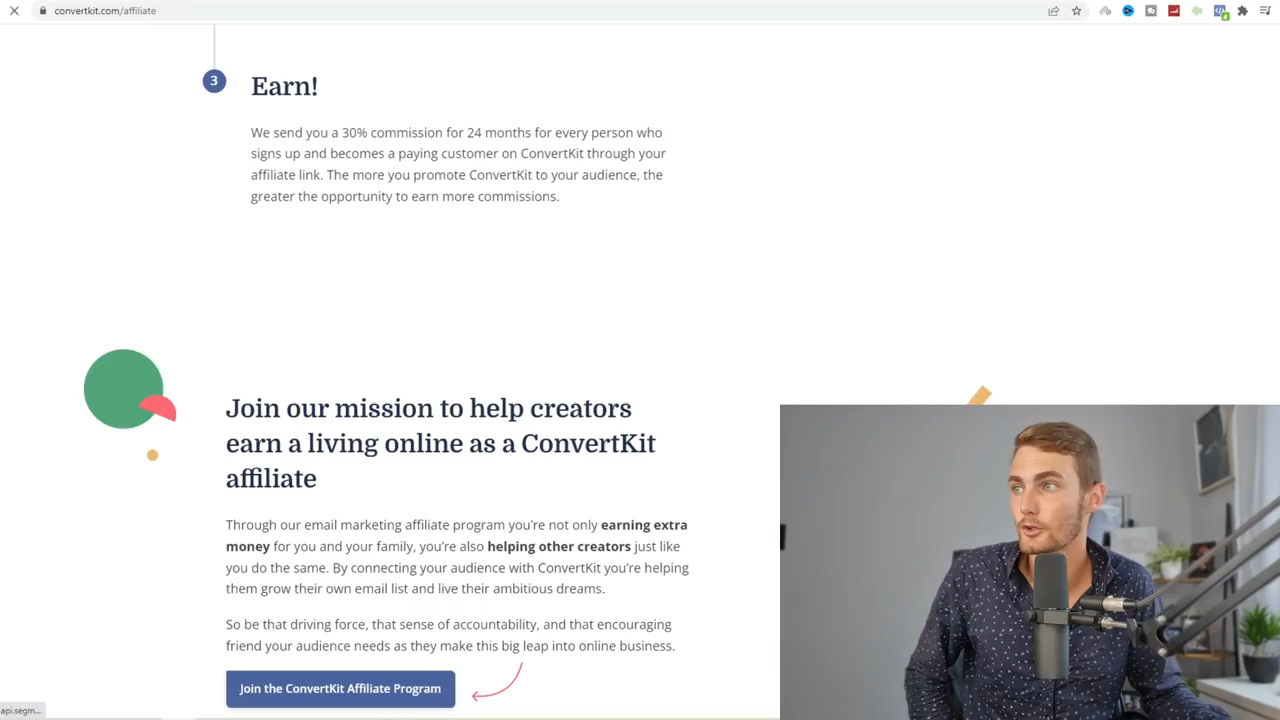 convertkit.com/affiliate
3
Earn!
We send you a 30% commission for 24 months for every person who
signs up and becomes a paying customer on ConvertKit through your
affiliate link. The more you promote ConvertKit to your audience, the
greater the opportunity to earn more commissions.
Join our mission to help creators
earn a living online as a ConvertKit
affiliate
Through our email marketing affiliate program you're not only earning extra
money for you and your family, you're also helping other creators just like
you do the same. By connecting your audience with ConvertKit you're helping
them grow their own email list and live their ambitious dreams.
So be that driving force, that sense of accountability, and that encouraging
friend your audience needs as they make this big leap into online business.
Join the ConvertKit Affiliate Program
api.segm...